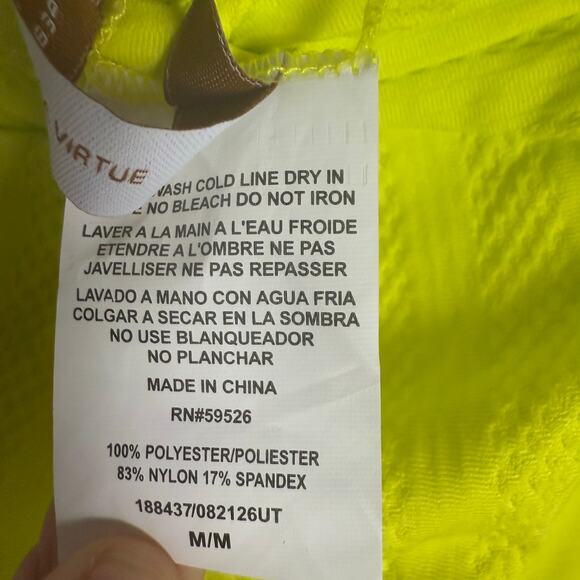 VIRTUE
WASH COLD LINE DRY IN
NO BLEACH DO NOT IRON
LAVER A LA MAIN A L'EAU FROIDE
ETENDRE A L'OMBRE NE PAS
JAVELLISER NE PAS REPASSER
LAVADO A MANO CON AGUA FRIA
COLGAR A SECAR EN LA SOMBRA
NO USE BLANQUEADOR
NO PLANCHAR
MADE IN CHINA
RN#59526
100% POLYESTER/POLIESTER
83% NYLON 17% SPANDEX
188437/082126UT
M/M